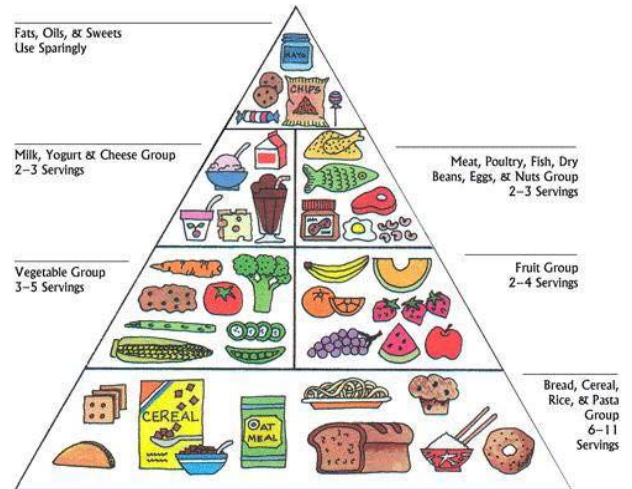 Fats, Oils, & Sweets
Use Sparingly
MAYO
CHIPS
Milk, Yogurt & Cheese Group
2–3 Servings
Meat, Poultry, Fish, Dry
Beans, Eggs, & Nuts Group
2–3 Servings
Vegetable Group
3–5 Servings
Fruit Group
2–4 Servings
CEREAL
OAT
MEAL
Bread, Cereal,
Rice, & Pasta
Group
6–11
Servings